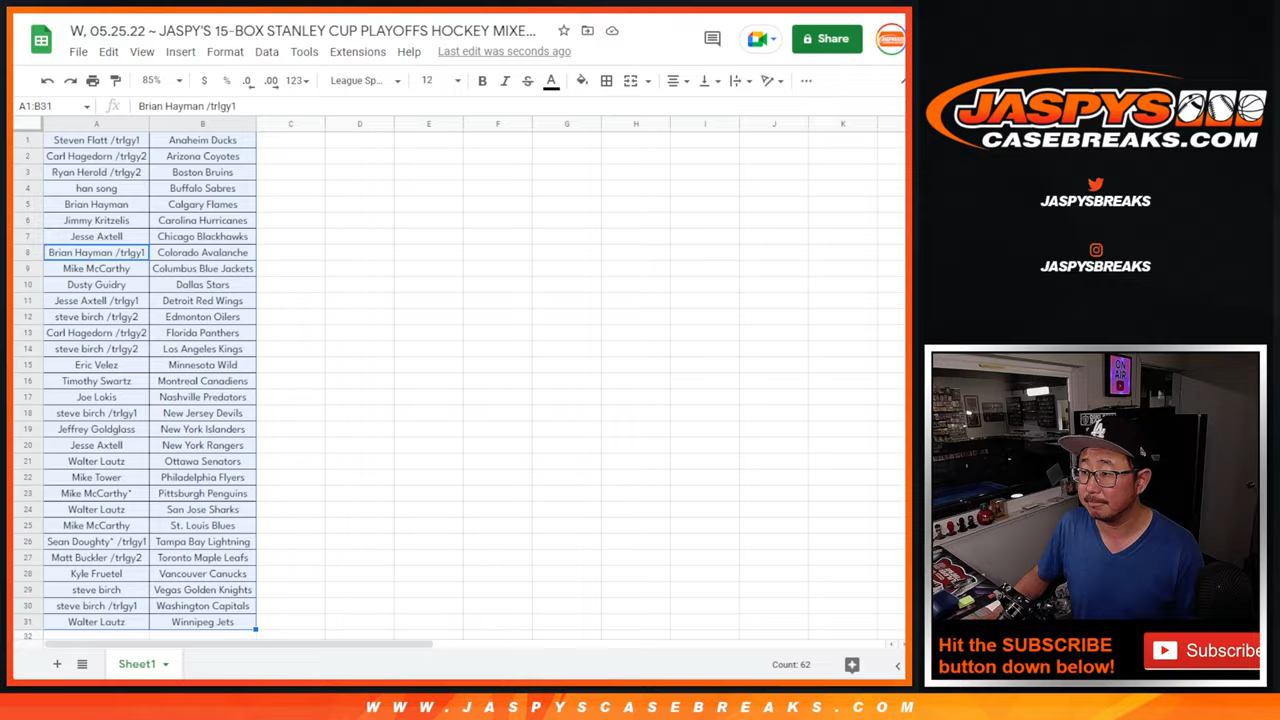 W, 05.25.22 ~ JASPY'S 15-BOX STANLEY CUP PLAYOFFS HOCKEY MIXE...
File Edit View Insert Format Data Tools Extensions Help Last edit was seconds ago
Share
85% $ % .0 .00 123 League Sp... 12 B I S A
A1:B31 fx Brian Hayman /trlgy1
A B C D E F G H I J K
1 Steven Flatt /trlgy1 Anaheim Ducks
2 Carl Hagedorn /trlgy2 Arizona Coyotes
3 Ryan Herold /trlgy2 Boston Bruins
4 han song Buffalo Sabres
5 Brian Hayman Calgary Flames
6 Jimmy Kritzelis Carolina Hurricanes
7 Jesse Axtell Chicago Blackhawks
8 Brian Hayman /trlgy1 Colorado Avalanche
9 Mike McCarthy Columbus Blue Jackets
10 Dusty Guidry Dallas Stars
11 Jesse Axtell /trlgy1 Detroit Red Wings
12 steve birch /trlgy2 Edmonton Oilers
13 Carl Hagedorn /trlgy2 Florida Panthers
14 steve birch /trlgy2 Los Angeles Kings
15 Eric Velez Minnesota Wild
16 Timothy Swartz Montreal Canadiens
17 Joe Lokis Nashville Predators
18 steve birch /trlgy1 New Jersey Devils
19 Jeffrey Goldglass New York Islanders
20 Jesse Axtell New York Rangers
21 Walter Lautz Ottawa Senators
22 Mike Tower Philadelphia Flyers
23 Mike McCarthy* Pittsburgh Penguins
24 Walter Lautz San Jose Sharks
25 Mike McCarthy St. Louis Blues
26 Sean Doughty* /trlgy1 Tampa Bay Lightning
27 Matt Buckler /trlgy2 Toronto Maple Leafs
28 Kyle Fruetel Vancouver Canucks
29 steve birch Vegas Golden Knights
30 steve birch /trlgy1 Washington Capitals
31 Walter Lautz Winnipeg Jets
32
Sheet1
Count: 62
JASPYS
CASEBREAKS.COM
JASPYSBREAKS
JASPYSBREAKS
ON
AIR
LA
Hit the SUBSCRIBE
button down below!
Subscribe
WWW.JASPYSCASEBREAKS.COM